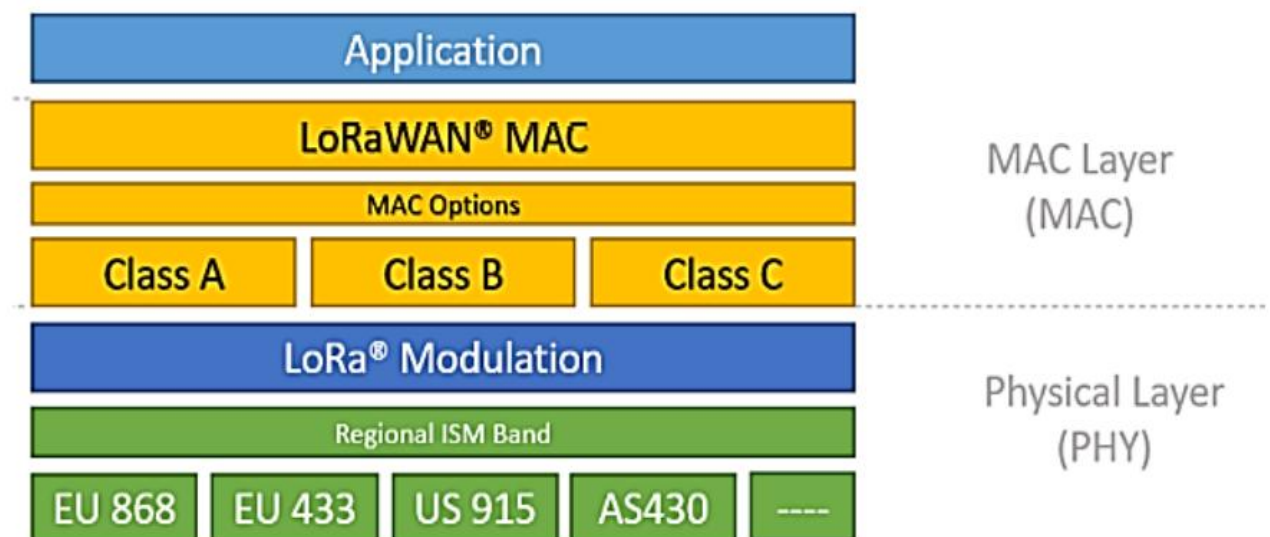 Application
LoRaWAN® MAC
MAC Options
Class A
Class B
Class C
MAC Layer
(MAC)
LoRa® Modulation
Regional ISM Band
EU 868
EU 433
US 915
AS430
----
Physical Layer
(PHY)